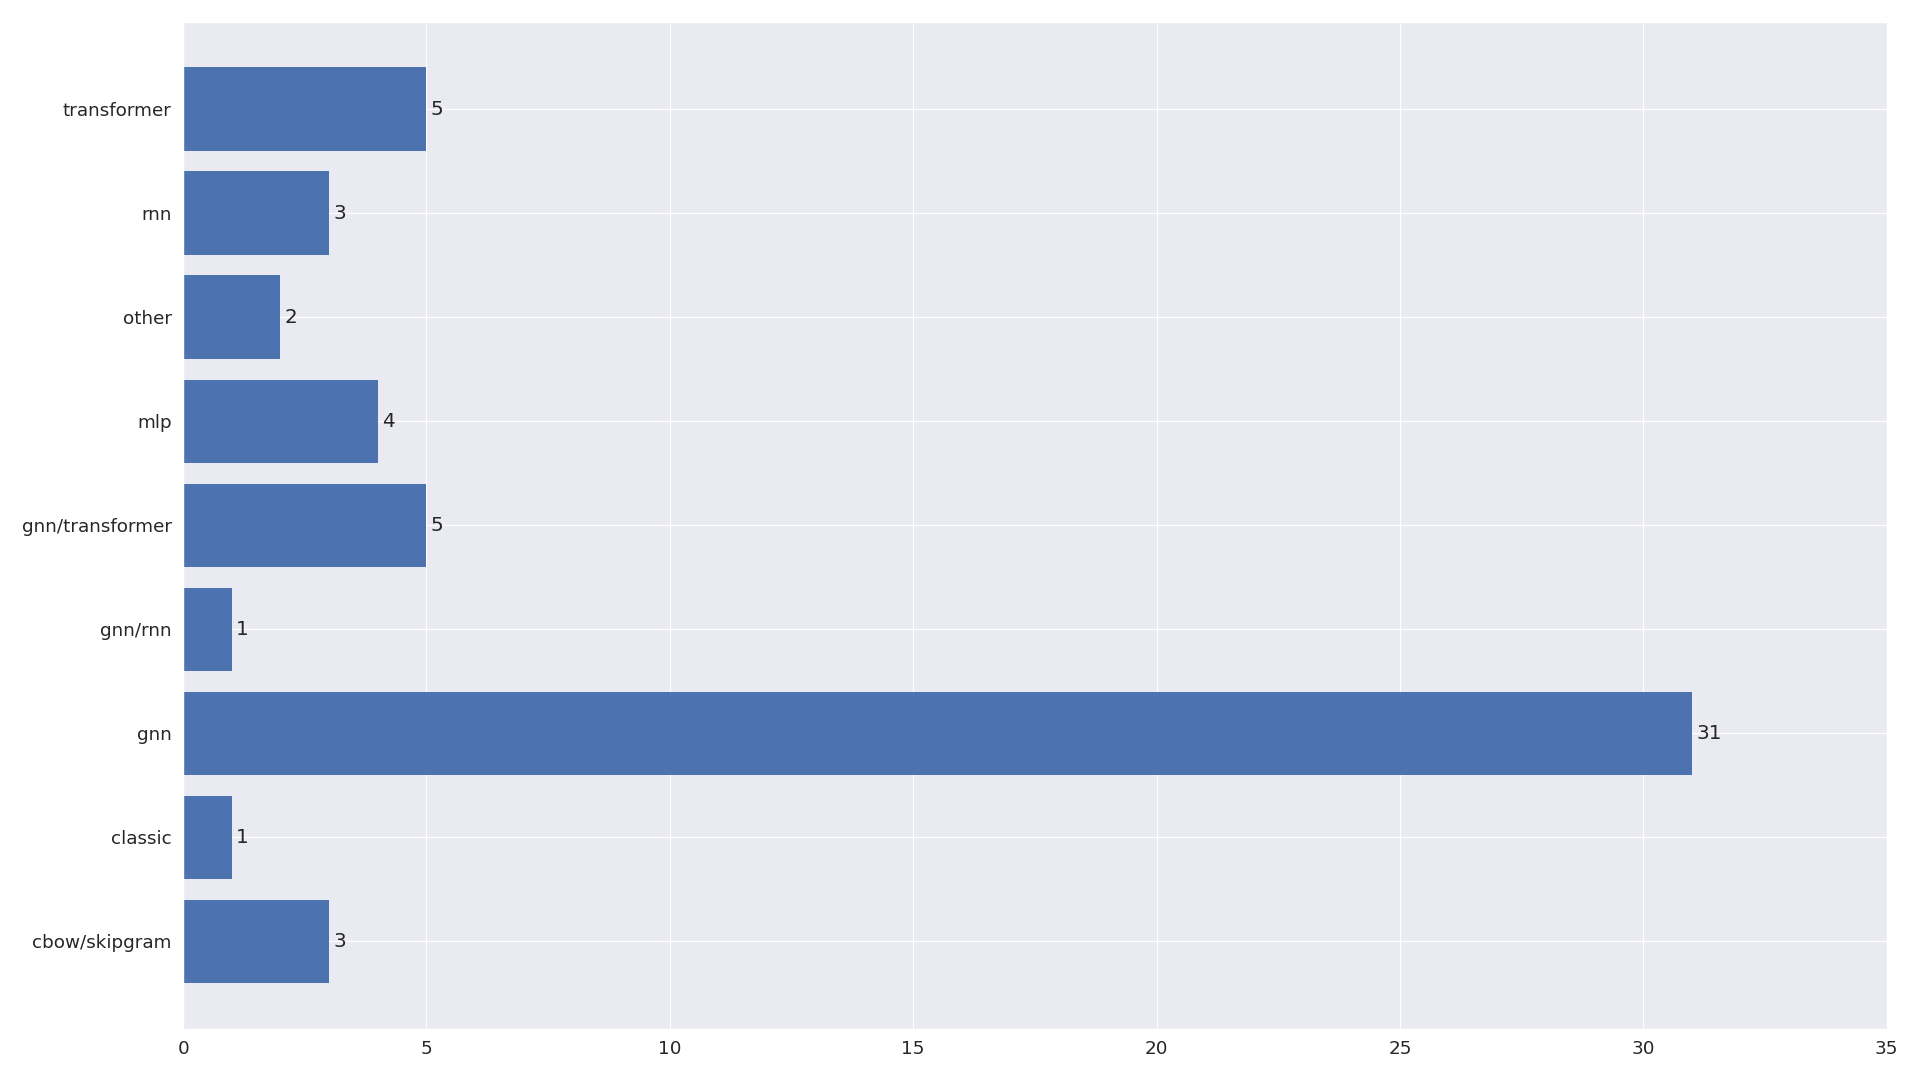 transformer 5
rnn 3
other 2
mlp 4
gnn/transformer 5
gnn/rnn 1
gnn 31
classic 1
cbow/skipgram 3
0 5 10 15 20 25 30 35